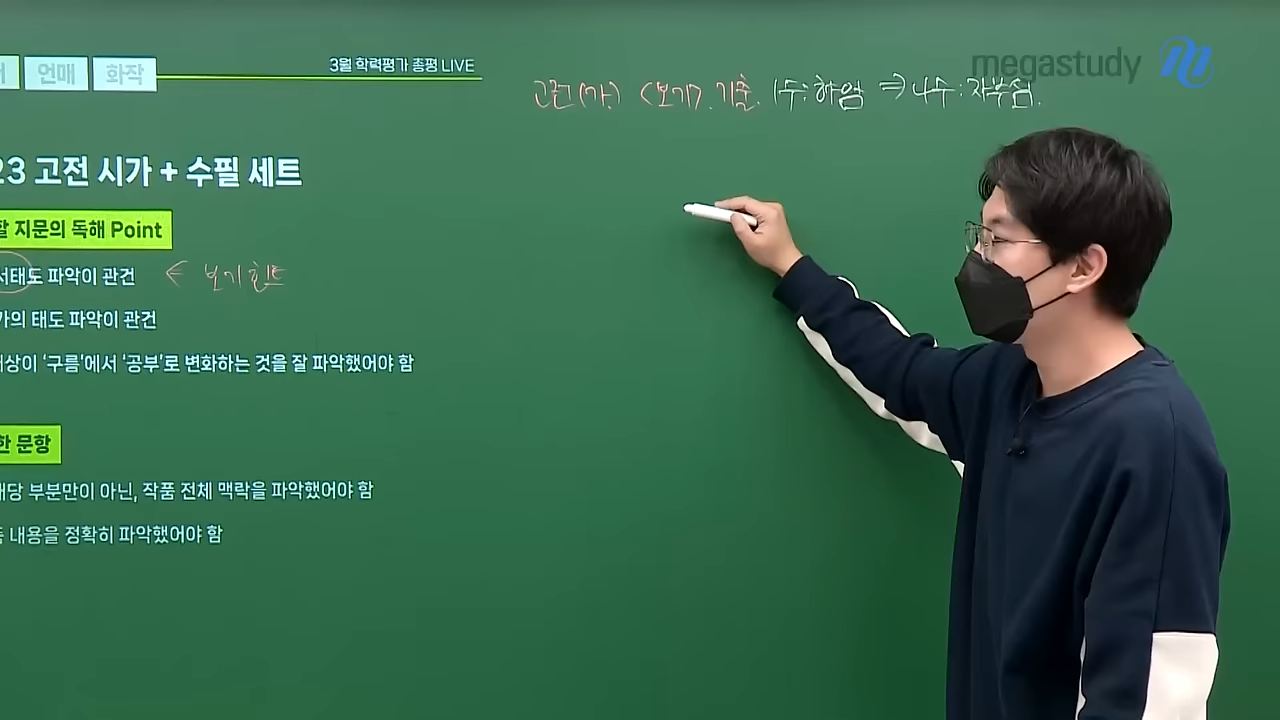 언매 화작
3월 학력평가 총평 LIVE
megastudy
고전(가) <보기> 기출. 1수:하암 ⇒ 나수:자부심.
23 고전 시가 + 수필 세트
할 지문의 독해 Point
서태도 파악이 관건 ← 보기 힌트
가의 태도 파악이 관건
대상이 '구름'에서 '공부'로 변화하는 것을 잘 파악했어야 함
한 문항
해당 부분만이 아닌, 작품 전체 맥락을 파악했어야 함
내용을 정확히 파악했어야 함